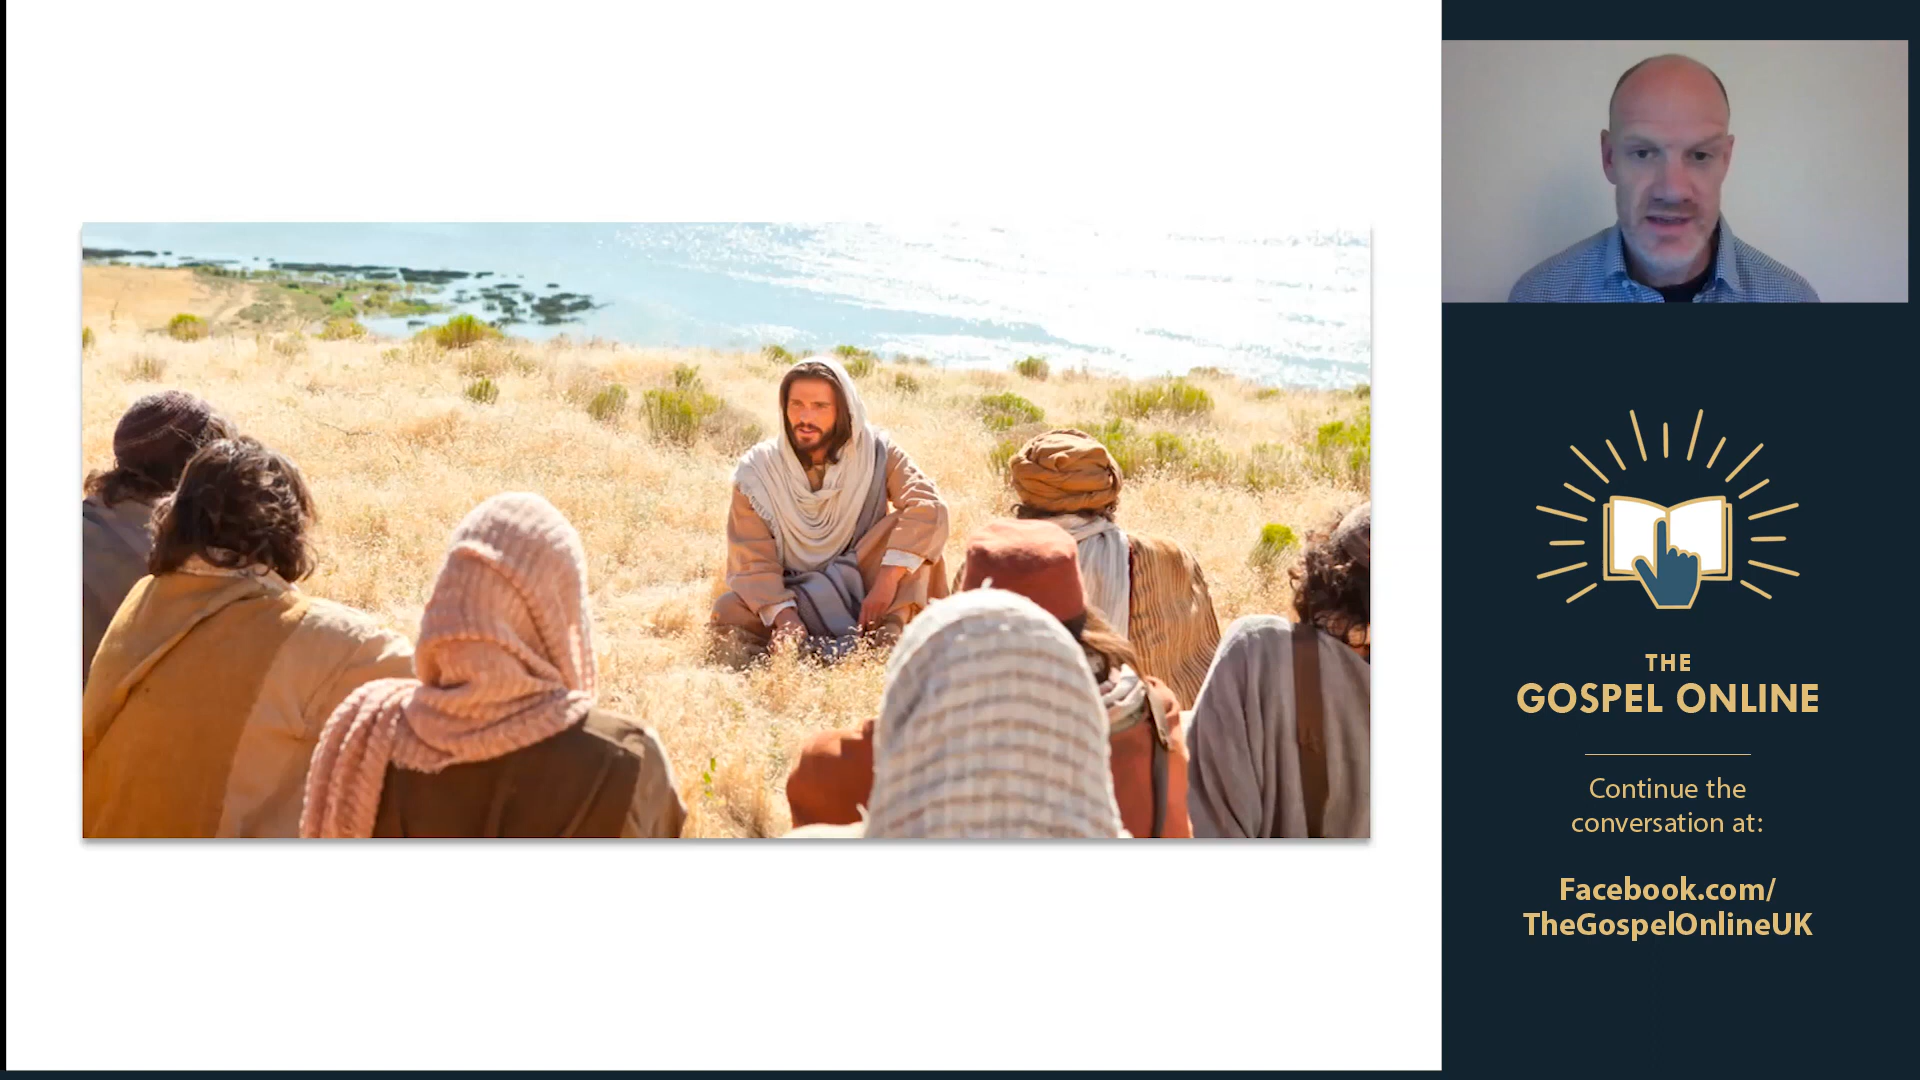 THE
GOSPEL ONLINE
Continue the
conversation at:
Facebook.com/
TheGospelOnlineUK